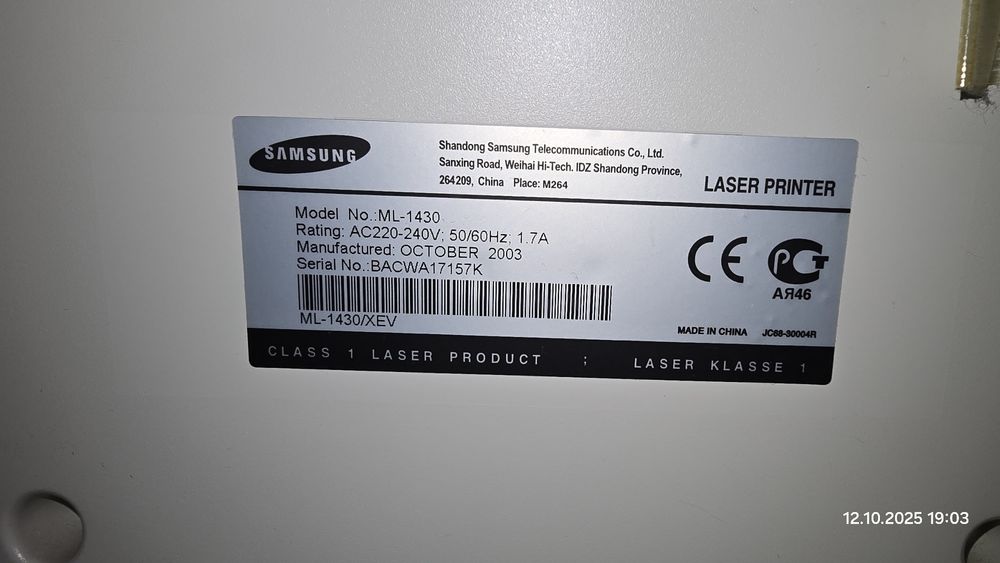 SAMSUNG
Shandong Samsung Telecommunications Co., Ltd.
Sanxing Road, Weihai Hi-Tech. IDZ Shandong Province,
264209, China Place: M264
LASER PRINTER
Model No.:ML-1430
Rating: AC220-240V; 50/60Hz; 1.7A
Manufactured: OCTOBER 2003
Serial No.:BACWA17157K
ML-1430/XEV
CE
РСТ
АЯ46
MADE IN CHINA JC68-30004R
CLASS 1 LASER PRODUCT ; LASER KLASSE 1
12.10.2025 19:03